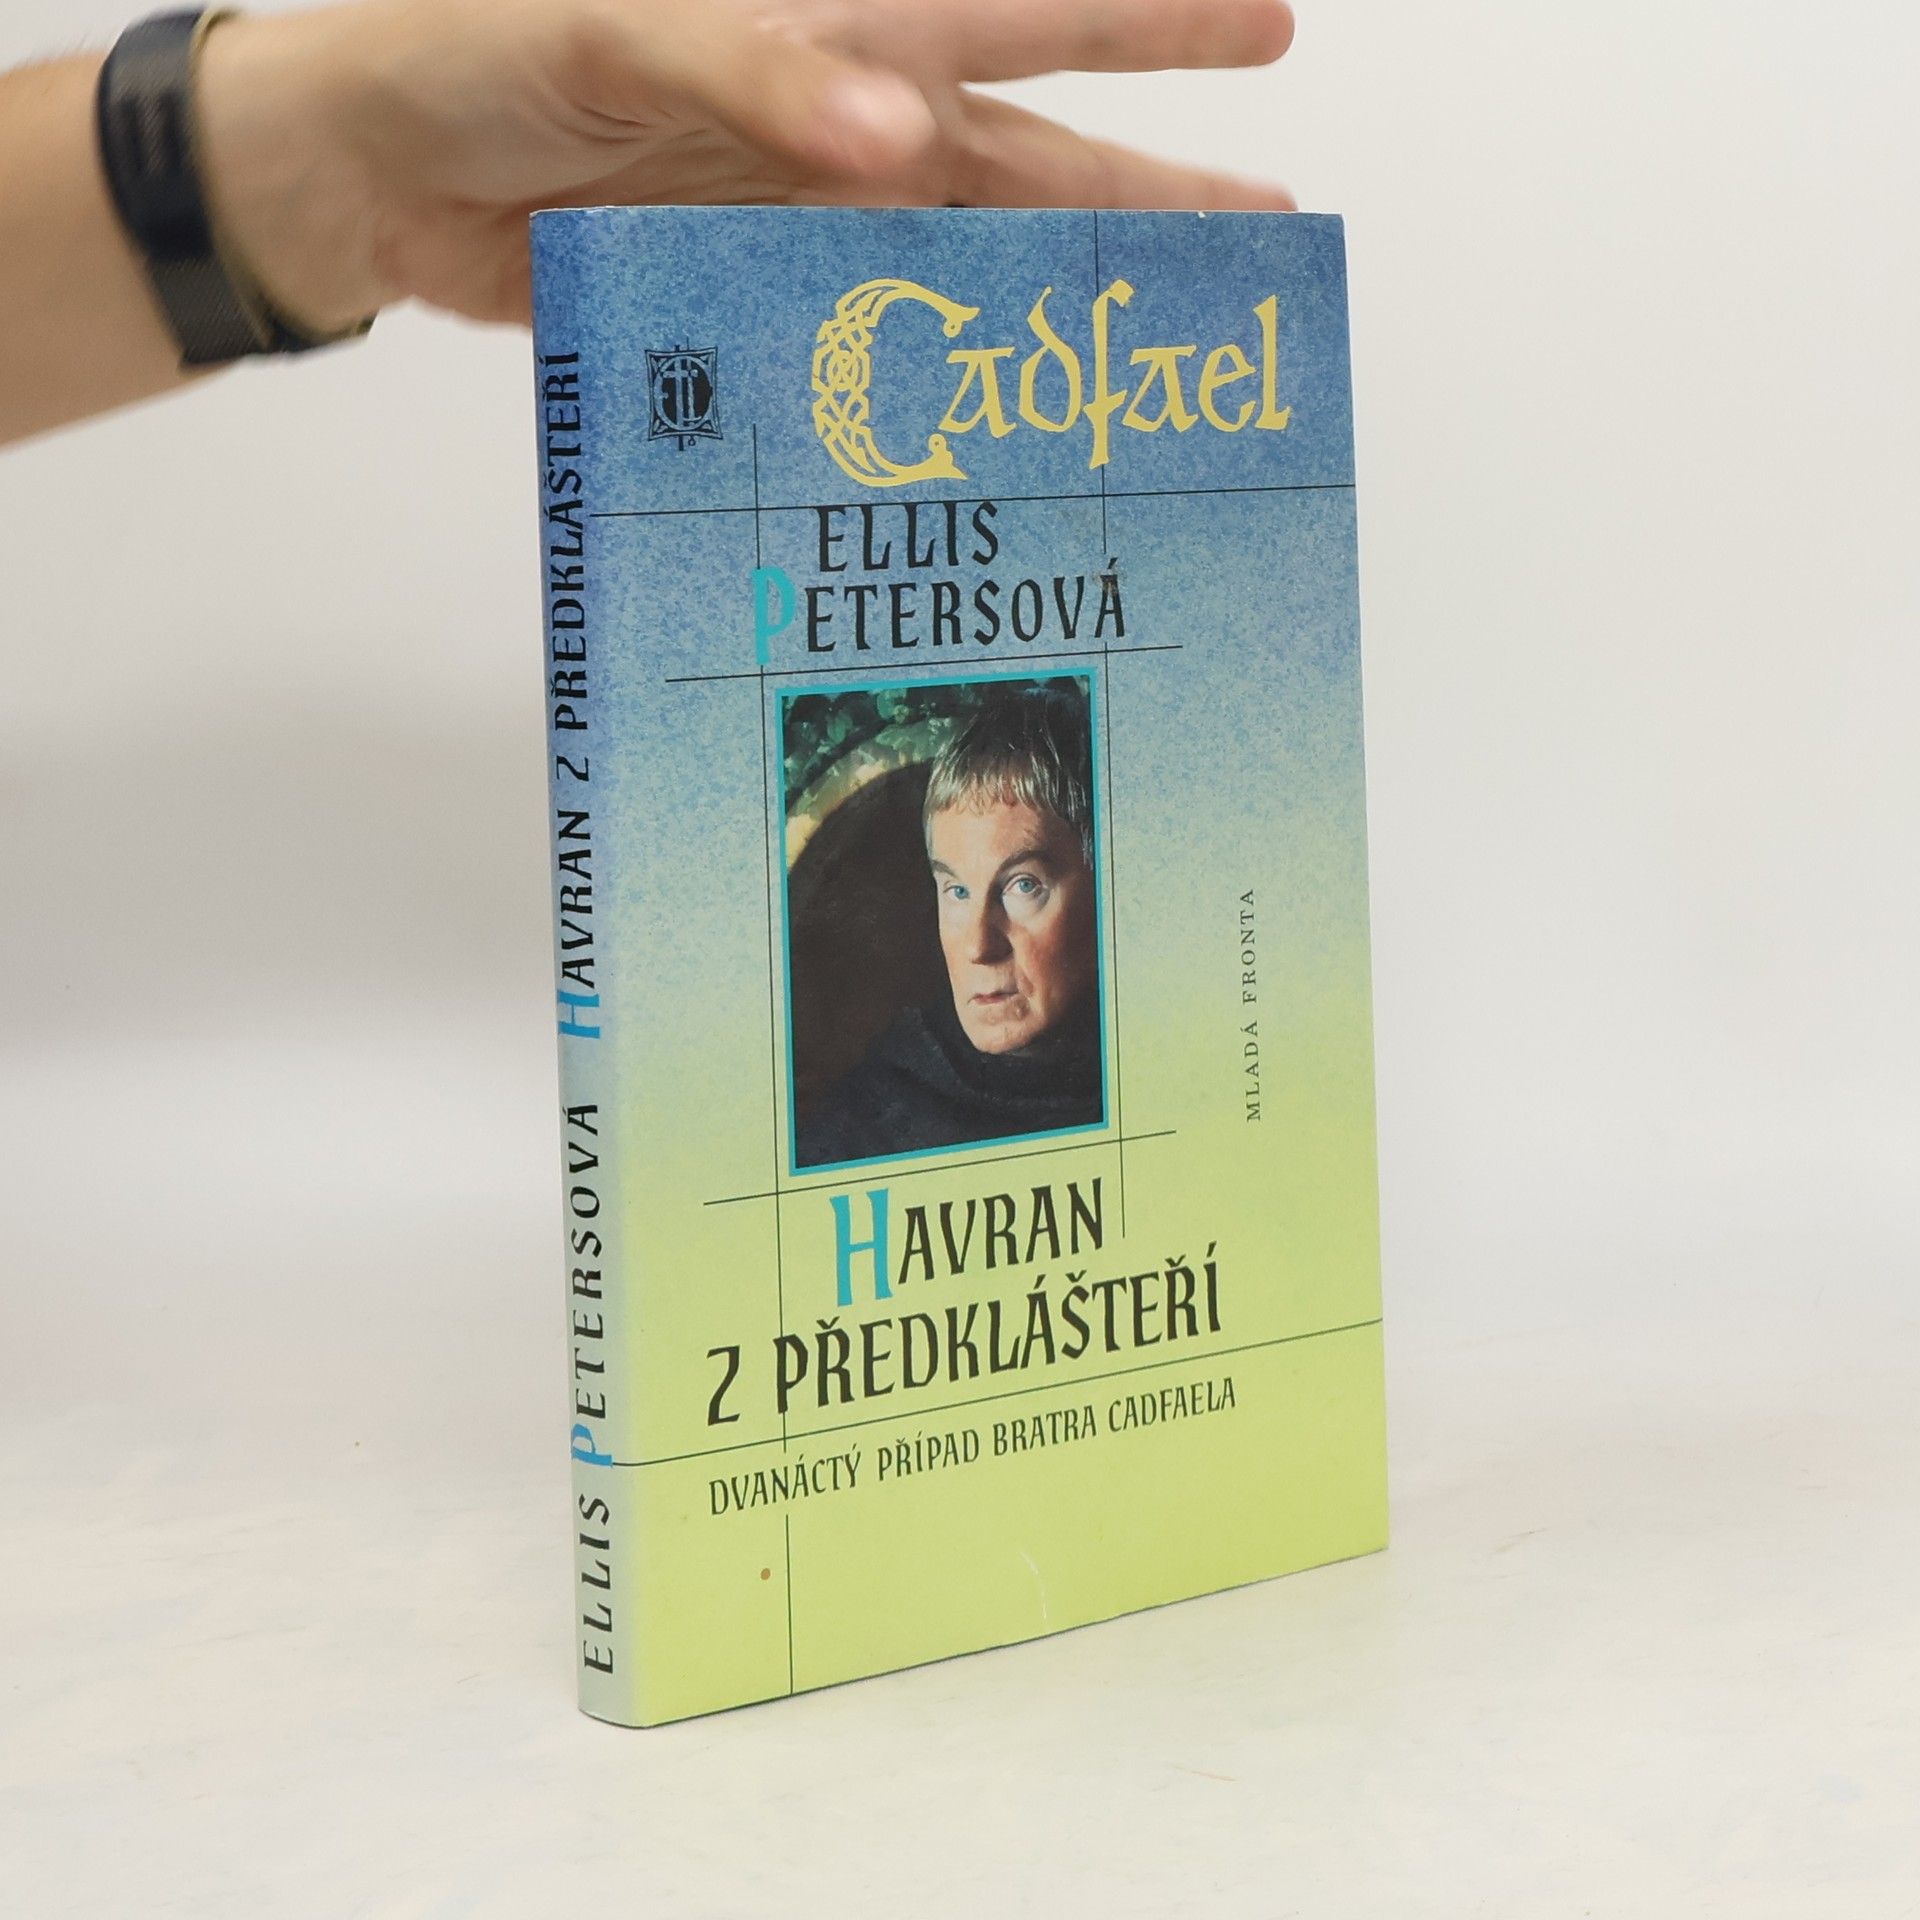 Cadfael
ELLIS
PETERSOVÁ
MLADÁ FRONTA
HAVRAN
Z PŘEDKLÁŠTEŘÍ
DVANÁCTÝ PŘÍPAD BRATRA CADFAELA
ELLIS PETERSOVÁ HAVRAN Z PŘEDKLÁŠTEŘÍ